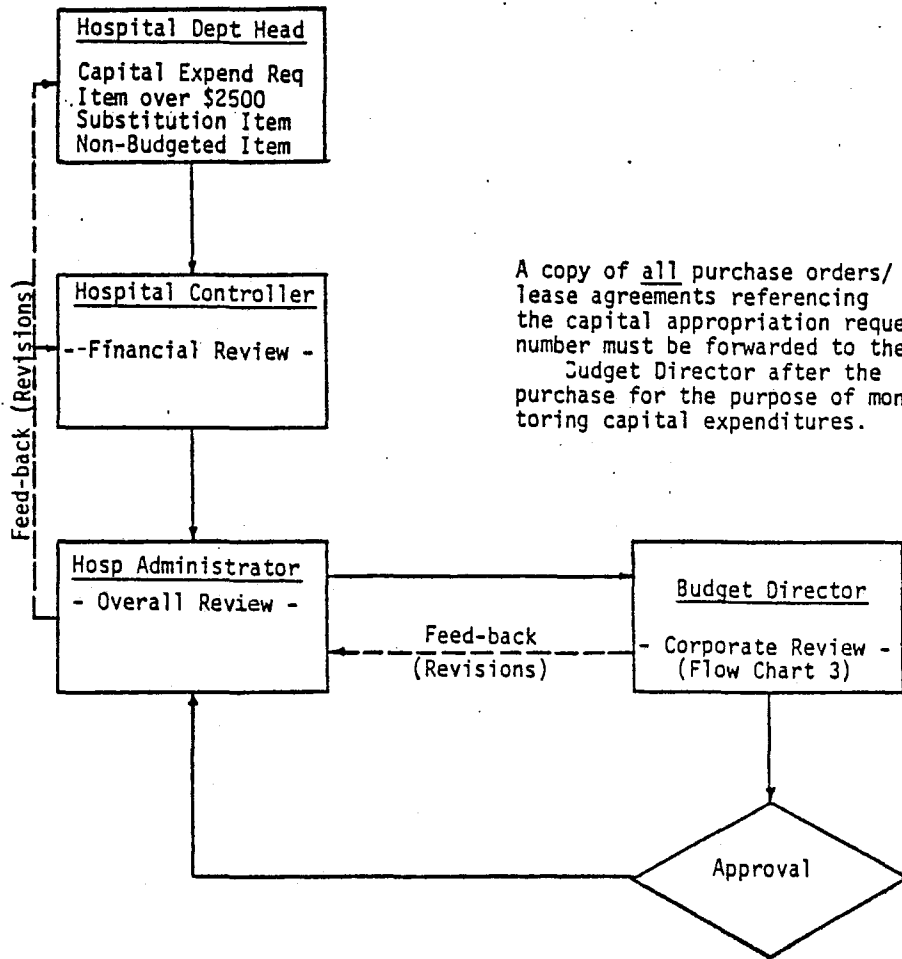 Hospital Dept Head
Capital Expend Req
Item over $2500
Substitution Item
Non-Budgeted Item
Feed-back (Revisions)
Hospital Controller
--Financial Review -
A copy of all purchase orders/
lease agreements referencing
the capital appropriation
number must be forwarded to the
Budget Director after the
purchase for the purpose of
toring capital expenditures.
Hosp Administrator
- Overall Review -
Feed-back
(Revisions)
Budget Director
- Corporate Review -
(Flow Chart 3)
Approval